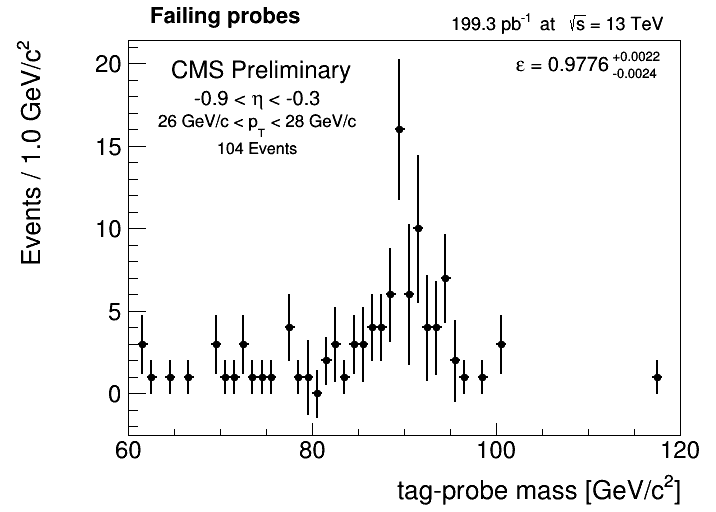 Failing probes
199.3 pb⁻¹ at √s = 13 TeV
CMS Preliminary
-0.9 < η < -0.3
26 GeV/c < p_T < 28 GeV/c
104 Events
ε = 0.9776 +0.0022 -0.0024
Events / 1.0 GeV/c²
20
15
10
5
0
60 80 100 120
tag-probe mass [GeV/c²]